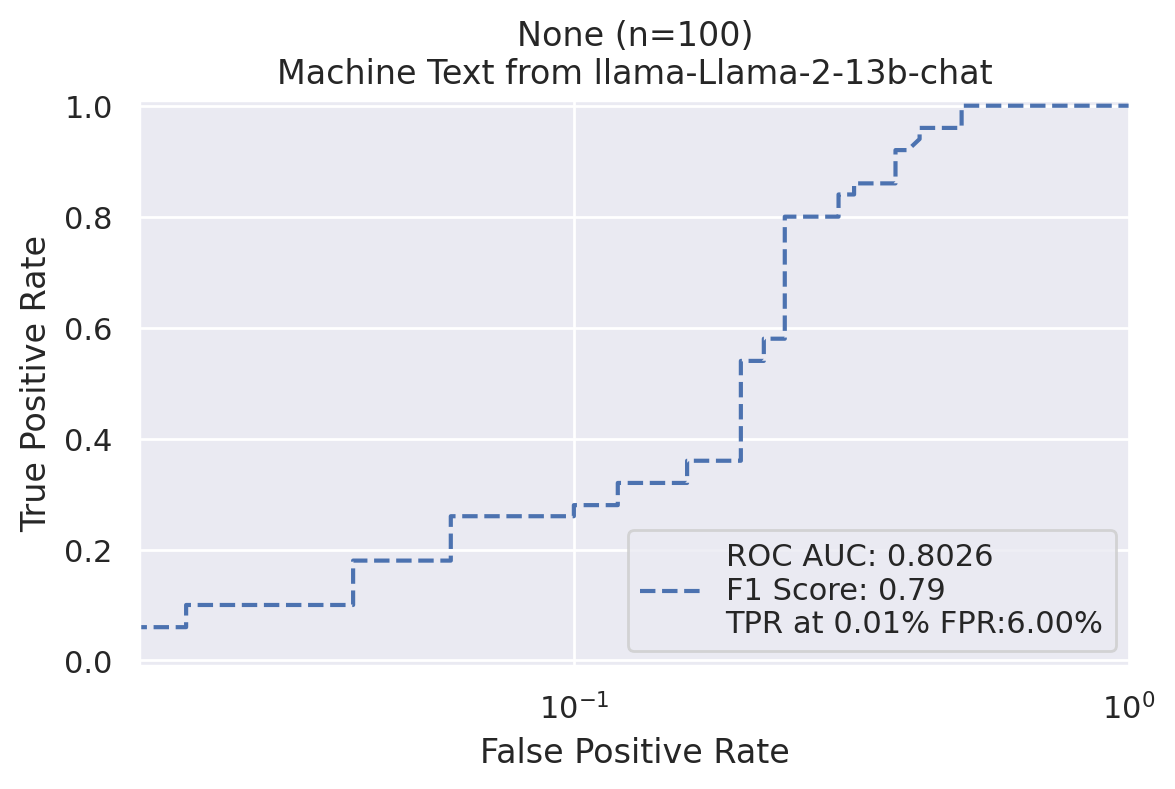 None (n=100)
Machine Text from llama-Llama-2-13b-chat
1.0
0.8
0.6
0.4
0.2
0.0
True Positive Rate
ROC AUC: 0.8026
F1 Score: 0.79
TPR at 0.01% FPR:6.00%
10⁻¹
10⁰
False Positive Rate